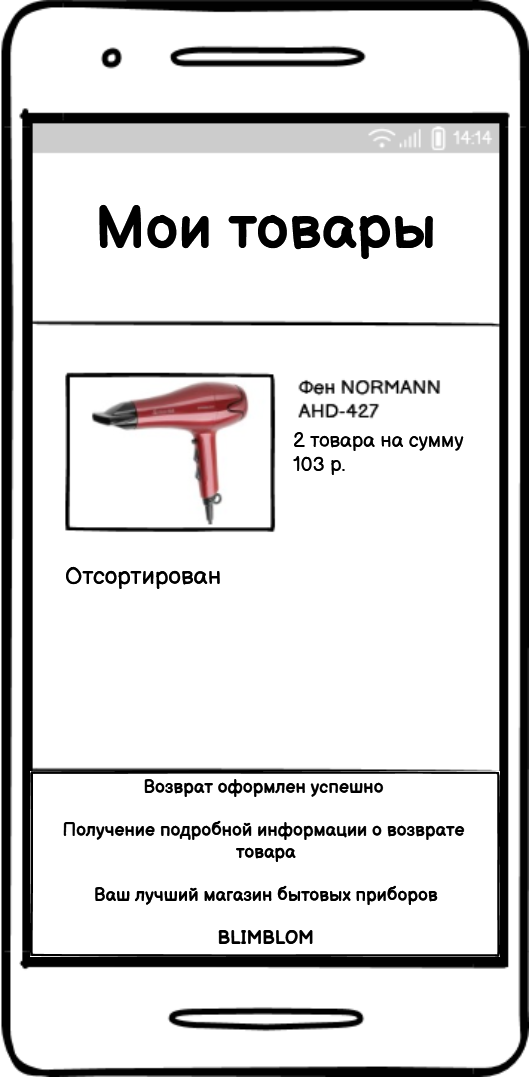 14:14
Мои товары
Фен NORMANN
AHD-427
2 товара на сумму
103 р.
Отсортирован
Возврат оформлен успешно
Получение подробной информации о возврате
товара
Ваш лучший магазин бытовых приборов
BLIMBLOM